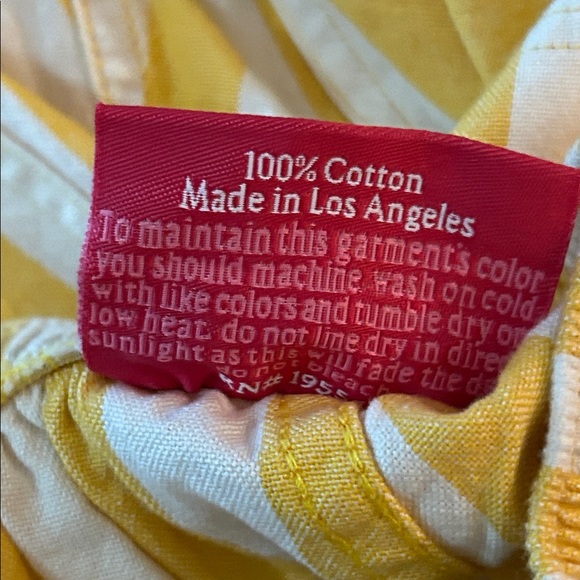 100% Cotton
Made in Los Angeles
To maintain this garment's color
you should machine wash on cold
with like colors and tumble dry on
low heat. do not line dry in direct
sunlight as this will fade the
do not bleach
RN# 1955